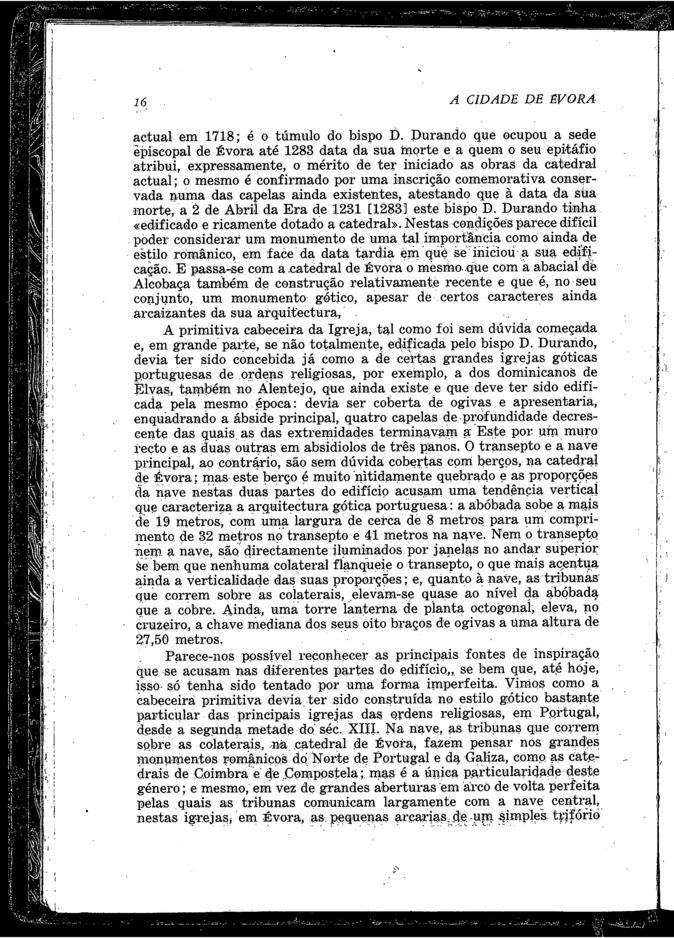 16
A CIDADE DE ÉVORA
actual em 1718; é o túmulo do bispo D. Durando que ocupou a sede
episcopal de Évora até 1283 data da sua morte e a quem o seu epitáfio
atribui, expressamente, o mérito de ter iniciado as obras da catedral
actual; o mesmo é confirmado por uma inscrição comemorativa conser-
vada numa das capelas ainda existentes, atestando que à data da sua
morte, a 2 de Abril da Era de 1231 [1283] este bispo D. Durando tinha
«edificado e ricamente dotado a catedral». Nestas condições parece difícil
poder considerar um monumento de uma tal importância como ainda de
estilo românico, em face da data tardia em que se iniciou a sua edifi-
cação. E passa-se com a catedral de Évora o mesmo que com a abacial de
Alcobaça também de construção relativamente recente e que é, no seu
conjunto, um monumento gótico, apesar de certos caracteres ainda
arcaizantes da sua arquitectura,
A primitiva cabeceira da Igreja, tal como foi sem dúvida começada
e, em grande parte, se não totalmente, edificada pelo bispo D. Durando,
devia ter sido concebida já como a de certas grandes igrejas góticas
portuguesas de ordens religiosas, por exemplo, a dos dominicanos de
Elvas, também no Alentejo, que ainda existe e que deve ter sido edifi-
cada pela mesmo época: devia ser coberta de ogivas e apresentaria,
enquadrando a ábside principal, quatro capelas de profundidade decres-
cente das quais as das extremidades terminavam a Este por um muro
recto e as duas outras em absidiolos de três panos. O transepto e a nave
principal, ao contrário, são sem dúvida cobertas com berços, na catedral
de Évora; mas este berço é muito nitidamente quebrado e as proporções
da nave nestas duas partes do edifício acusam uma tendência vertical
que caracteriza a arquitectura gótica portuguesa: a abóbada sobe a mais
de 19 metros, com uma largura de cerca de 8 metros para um compri-
mento de 32 metros no transepto e 41 metros na nave. Nem o transepto
nem a nave, são directamente iluminados por janelas no andar superior
se bem que nenhuma colateral flanqueie o transepto, o que mais acentua
ainda a verticalidade das suas proporções; e, quanto à nave, as tribunas
que correm sobre as colaterais, elevam-se quase ao nível da abóbada
que a cobre. Ainda, uma torre lanterna de planta octogonal, eleva, no
cruzeiro, a chave mediana dos seus oito braços de ogivas a uma altura de
27,50 metros.
Parece-nos possível reconhecer as principais fontes de inspiração
que se acusam nas diferentes partes do edifício,, se bem que, até hoje,
isso só tenha sido tentado por uma forma imperfeita. Vimos como a
cabeceira primitiva devia ter sido construída no estilo gótico bastante
particular das principais igrejas das ordens religiosas, em Portugal,
desde a segunda metade do séc. XIII. Na nave, as tribunas que correm
sobre as colaterais, na catedral de Évora, fazem pensar nos grandes
monumentos românicos do Norte de Portugal e da Galiza, como as cate-
drais de Coimbra e de Compostela; mas é a única particularidade deste
género; e mesmo, em vez de grandes aberturas em arco de volta perfeita
pelas quais as tribunas comunicam largamente com a nave central,
nestas igrejas, em Évora, as pequenas arcarias de um simples trifório